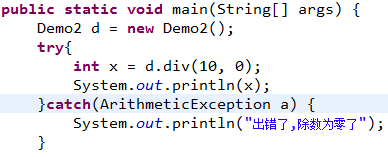 public static void main(String[] args) {
    Demo2 d = new Demo2();
    try{
        int x = d.div(10, 0);
        System.out.println(x);
    }catch(ArithmeticException a) {
        System.out.println("出错了,除数为零了");
    }